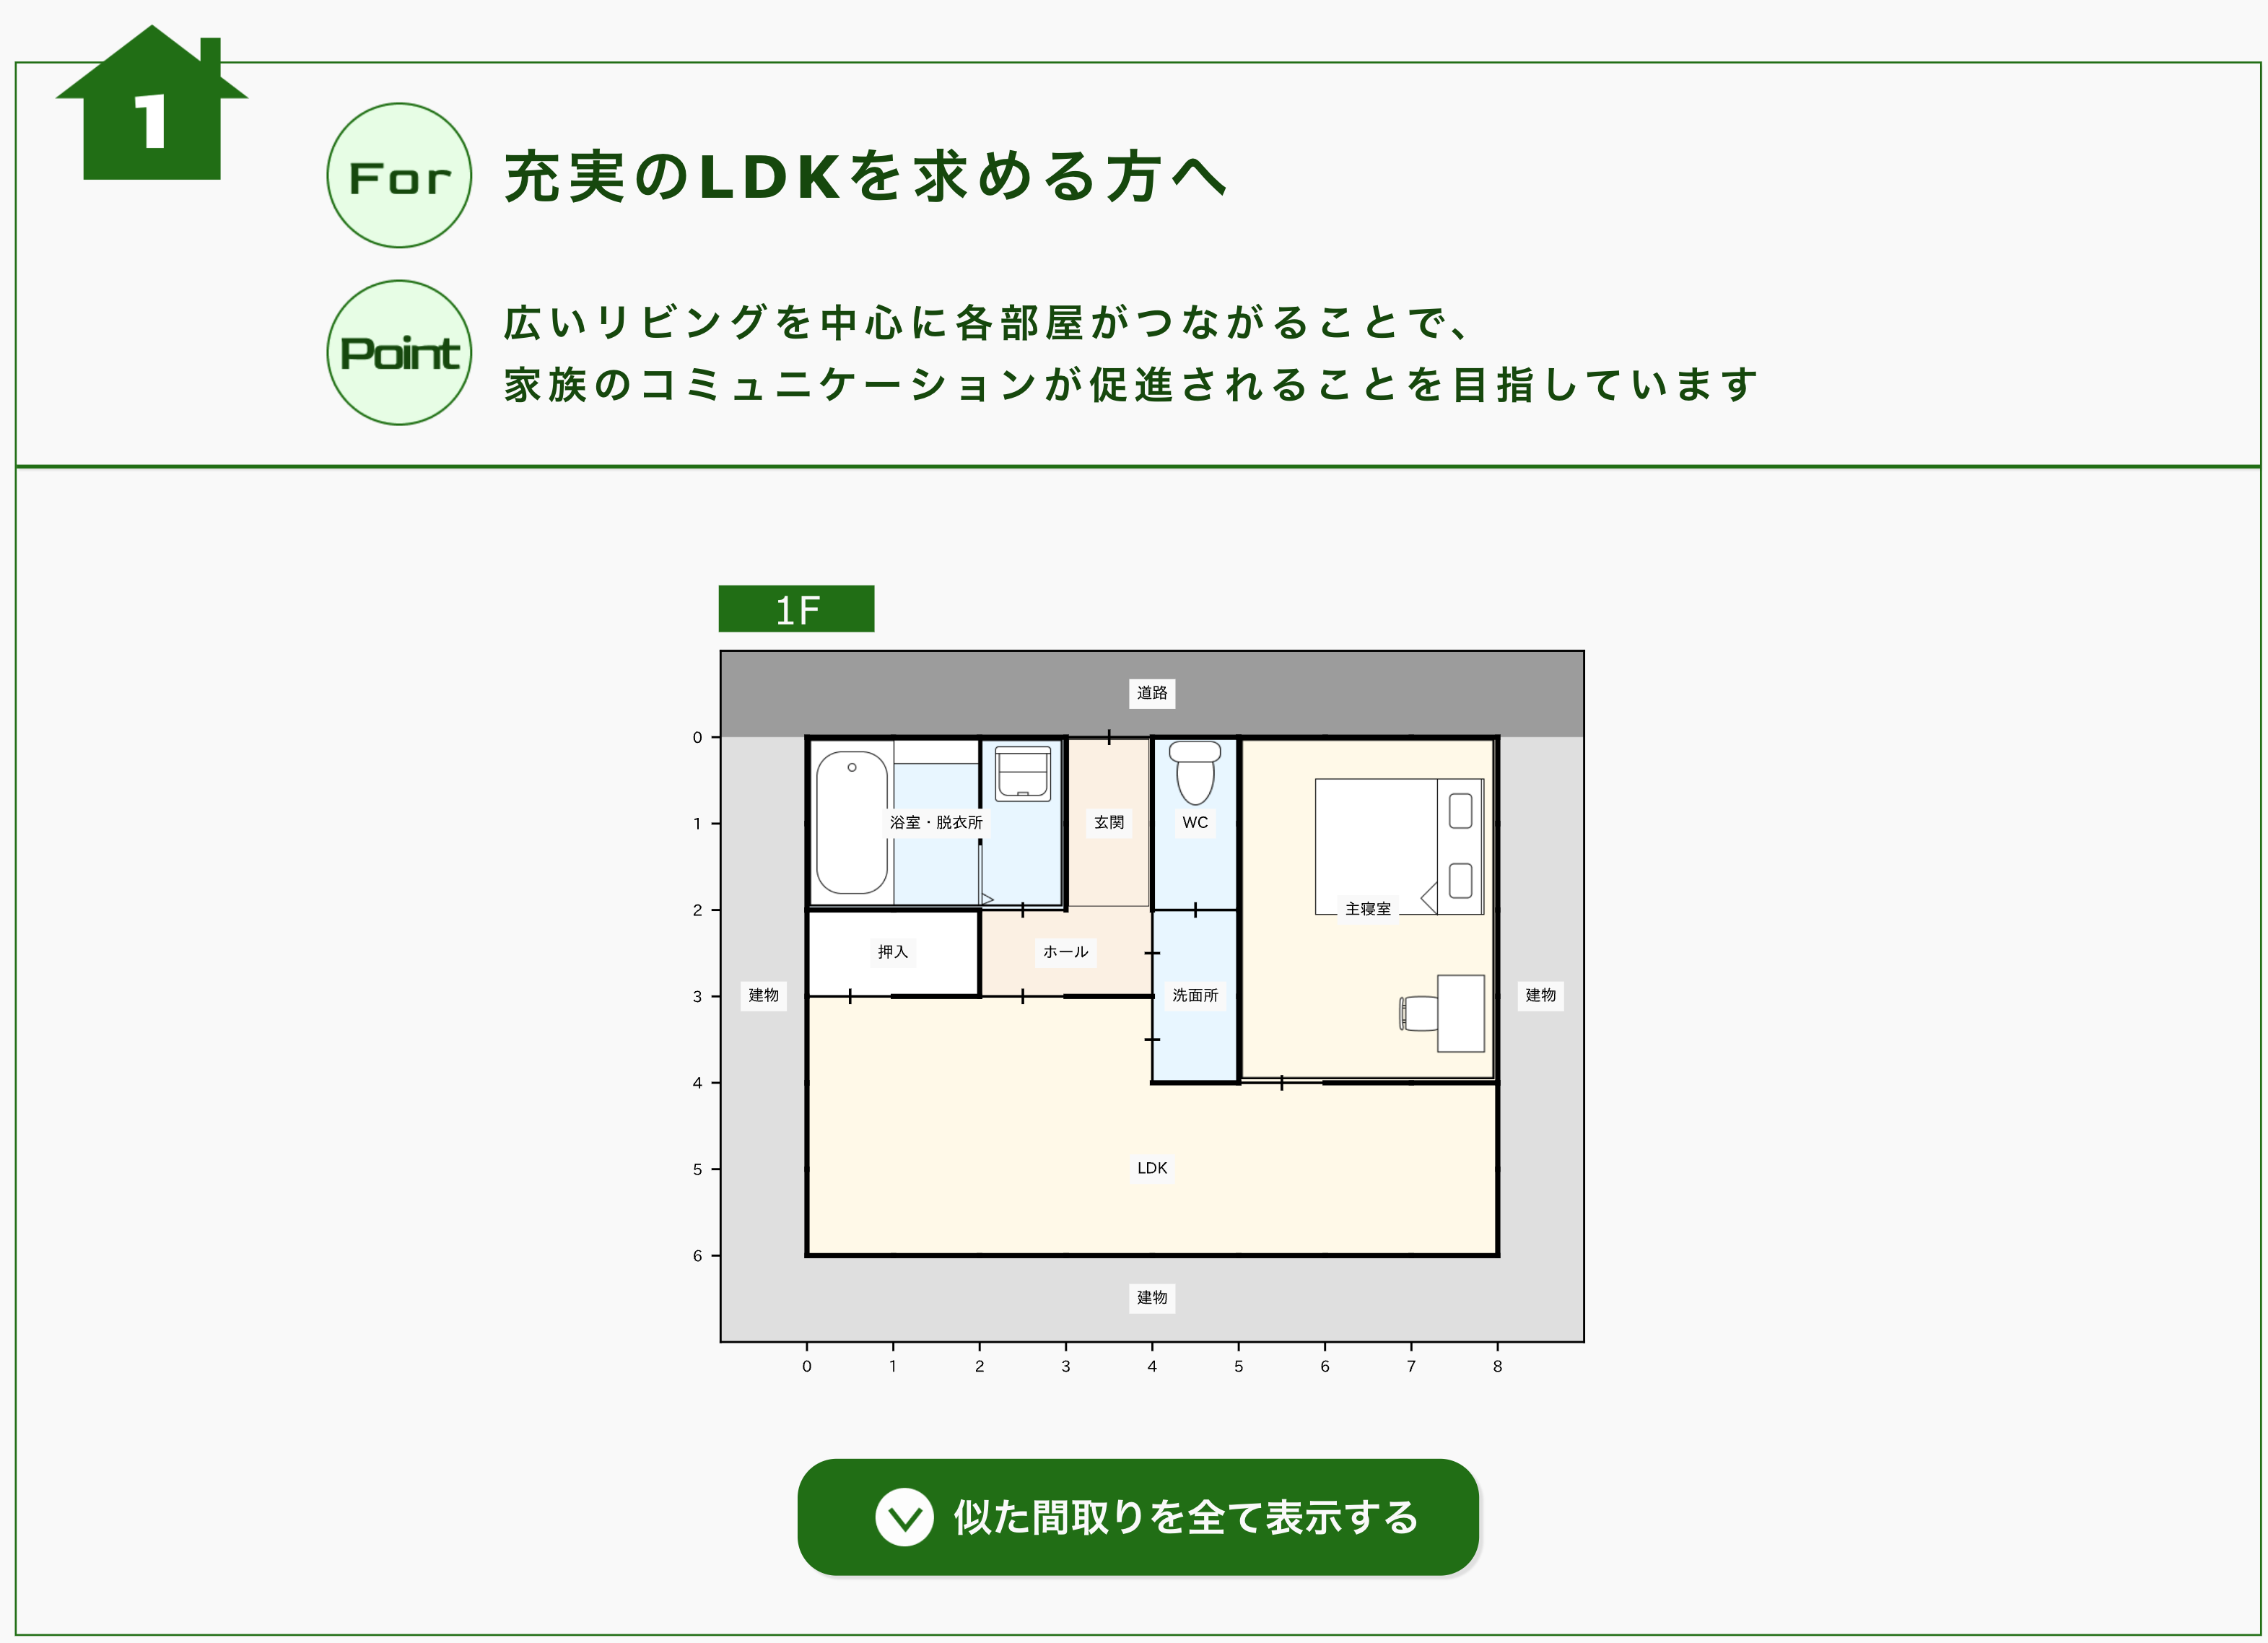 1
For
充実のLDKを求める方へ
Point
広いリビングを中心に各部屋がつながることで、
家族のコミュニケーションが促進されることを目指しています
1F
道路
0
浴室・脱衣所
玄関
WC
1
主寝室
2
押入
ホール
建物
3
洗面所
建物
4
LDK
5
6
建物
0 1 2 3 4 5 6 7 8
似た間取りを全て表示する